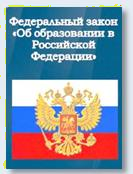 Федеральный закон
«Об образовании в
Российской
Федерации»